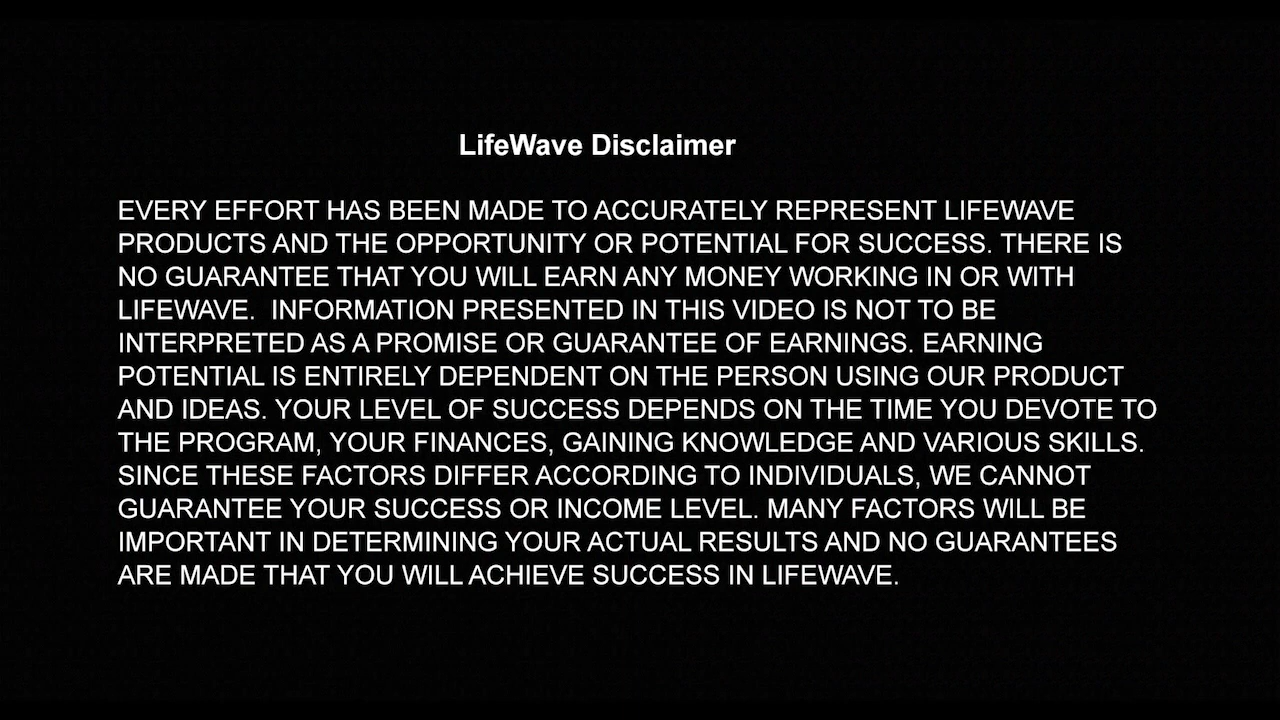 LifeWave Disclaimer
EVERY EFFORT HAS BEEN MADE TO ACCURATELY REPRESENT LIFEWAVE
PRODUCTS AND THE OPPORTUNITY OR POTENTIAL FOR SUCCESS. THERE IS
NO GUARANTEE THAT YOU WILL EARN ANY MONEY WORKING IN OR WITH
LIFEWAVE.  INFORMATION PRESENTED IN THIS VIDEO IS NOT TO BE
INTERPRETED AS A PROMISE OR GUARANTEE OF EARNINGS. EARNING
POTENTIAL IS ENTIRELY DEPENDENT ON THE PERSON USING OUR PRODUCT
AND IDEAS. YOUR LEVEL OF SUCCESS DEPENDS ON THE TIME YOU DEVOTE TO
THE PROGRAM, YOUR FINANCES, GAINING KNOWLEDGE AND VARIOUS SKILLS.
SINCE THESE FACTORS DIFFER ACCORDING TO INDIVIDUALS, WE CANNOT
GUARANTEE YOUR SUCCESS OR INCOME LEVEL. MANY FACTORS WILL BE
IMPORTANT IN DETERMINING YOUR ACTUAL RESULTS AND NO GUARANTEES
ARE MADE THAT YOU WILL ACHIEVE SUCCESS IN LIFEWAVE.